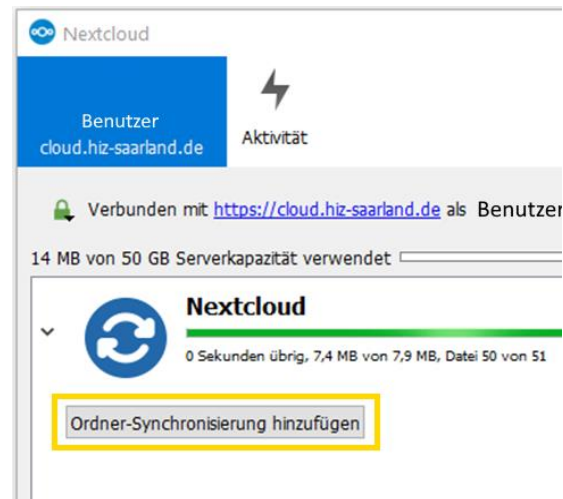 Nextcloud
Benutzer
cloud.hiz-saarland.de
Aktivität
Verbunden mit https://cloud.hiz-saarland.de als Benutzer
14 MB von 50 GB Serverkapazität verwendet
Nextcloud
0 Sekunden übrig, 7,4 MB von 7,9 MB, Datei 50 von 51
Ordner-Synchronisierung hinzufügen